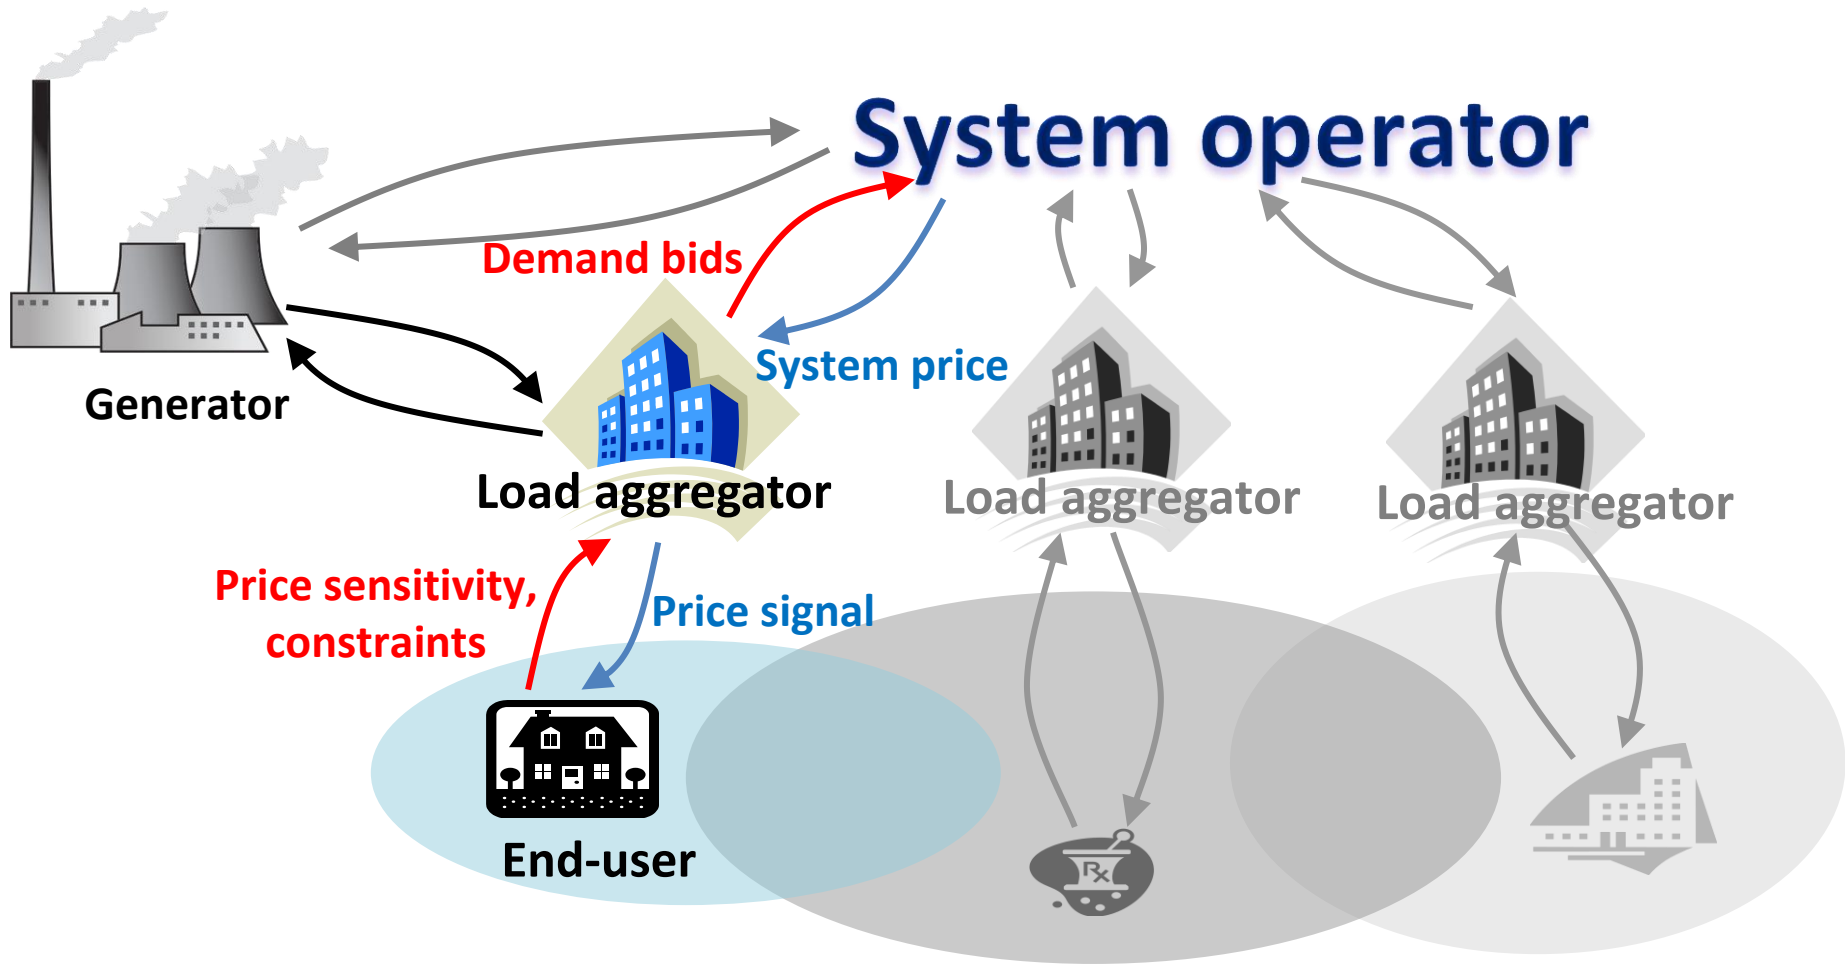 System operator
Demand bids
System price
Generator
Load aggregator
Load aggregator
Load aggregator
Price sensitivity,
constraints
Price signal
End-user
Rx